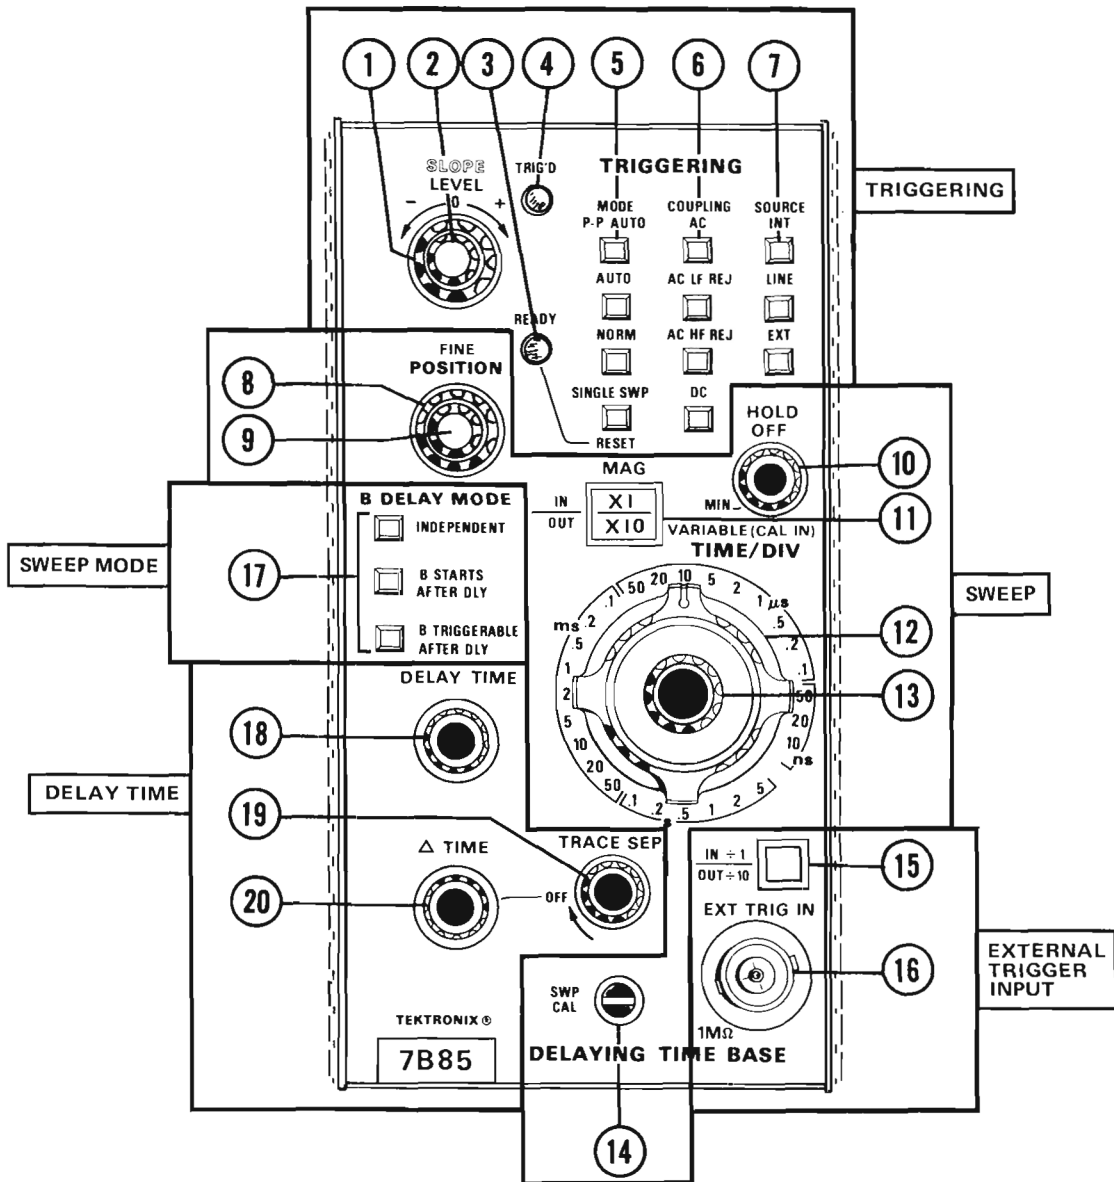 1 2 3 4 5 6 7
TRIGGERING
SLOPE
LEVEL
- 0 +
TRIG'D
TRIGGERING
MODE
P-P AUTO
AUTO
NORM
SINGLE SWP
RESET
COUPLING
AC
AC LF REJ
AC HF REJ
DC
SOURCE
INT
LINE
EXT
READY
FINE
POSITION
8
9
HOLD
OFF
MIN
10
MAG
IN
OUT
X1
X10
11
VARIABLE (CAL IN)
TIME/DIV
SWEEP
12
13
50 20 10 5 2 1 µs .5 .2 .1
50 20 10 ns
5 2 1 .5 s .2 .1
50 20 10 5 2 1 .5 ms .2 .1
SWEEP MODE
17
B DELAY MODE
INDEPENDENT
B STARTS
AFTER DLY
B TRIGGERABLE
AFTER DLY
DELAY TIME
DELAY TIME
18
19
20
Δ TIME
OFF
TRACE SEP
IN ÷ 1
OUT ÷ 10
15
EXT TRIG IN
16
1MΩ
EXTERNAL
TRIGGER
INPUT
SWP
CAL
14
TEKTRONIX ®
7B85
DELAYING TIME BASE